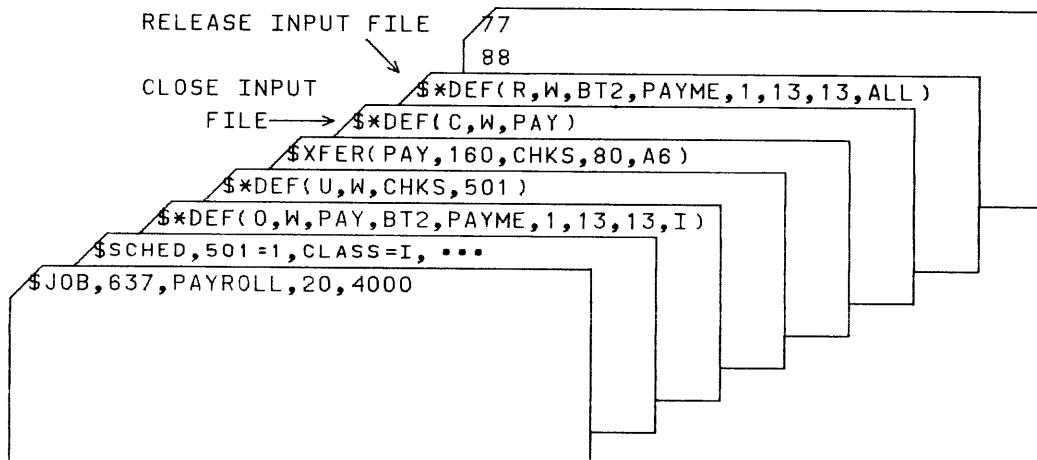 RELEASE INPUT FILE
77
88
CLOSE INPUT
FILE
$*DEF(R,W,BT2,PAYME,1,13,13,ALL)
$*DEF(C,W,PAY)
$XFER(PAY,160,CHKS,80,A6)
$*DEF(U,W,CHKS,501)
$*DEF(O,W,PAY,BT2,PAYME,1,13,13,I)
$SCHED,501=1,CLASS=I, ...
$JOB,637,PAYROLL,20,4000